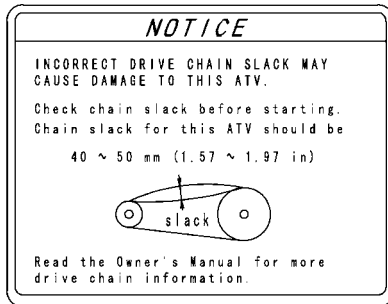 NOTICE
INCORRECT DRIVE CHAIN SLACK MAY
CAUSE DAMAGE TO THIS ATV.
Check chain slack before starting.
Chain slack for this ATV should be
40 ~ 50 mm (1.57 ~ 1.97 in)
slack
Read the Owner's Manual for more
drive chain information.